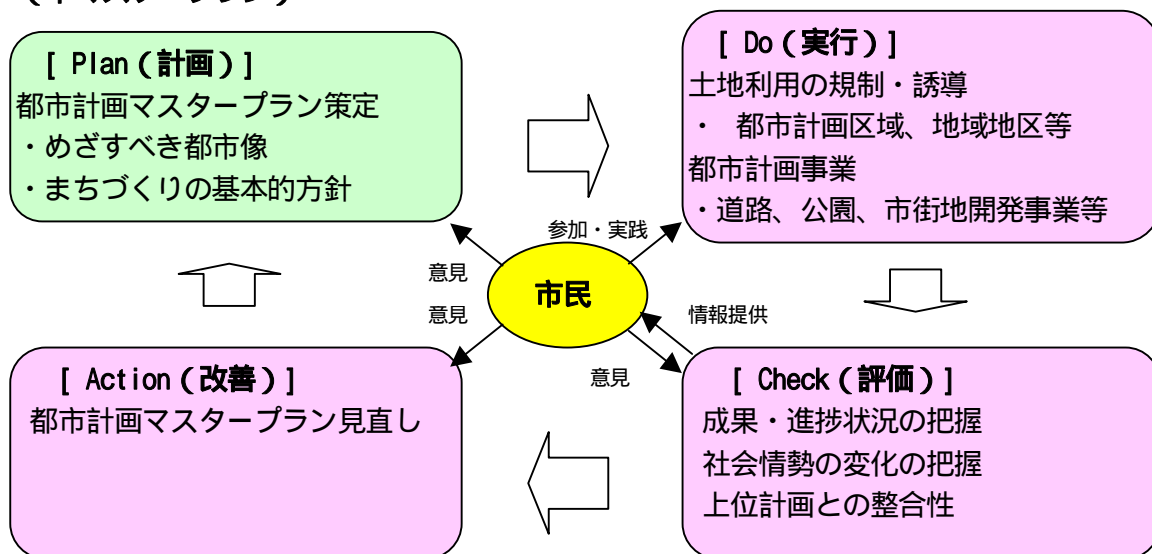 [ Plan（計画）]
都市計画マスタープラン策定
・めざすべき都市像
・まちづくりの基本的方針
[ Do（実行）]
土地利用の規制・誘導
・ 都市計画区域、地域地区等
都市計画事業
・道路、公園、市街地開発事業等
参加・実践
意見
市民
意見
情報提供
意見
[ Action（改善）]
都市計画マスタープラン見直し
[ Check（評価）]
成果・進捗状況の把握
社会情勢の変化の把握
上位計画との整合性